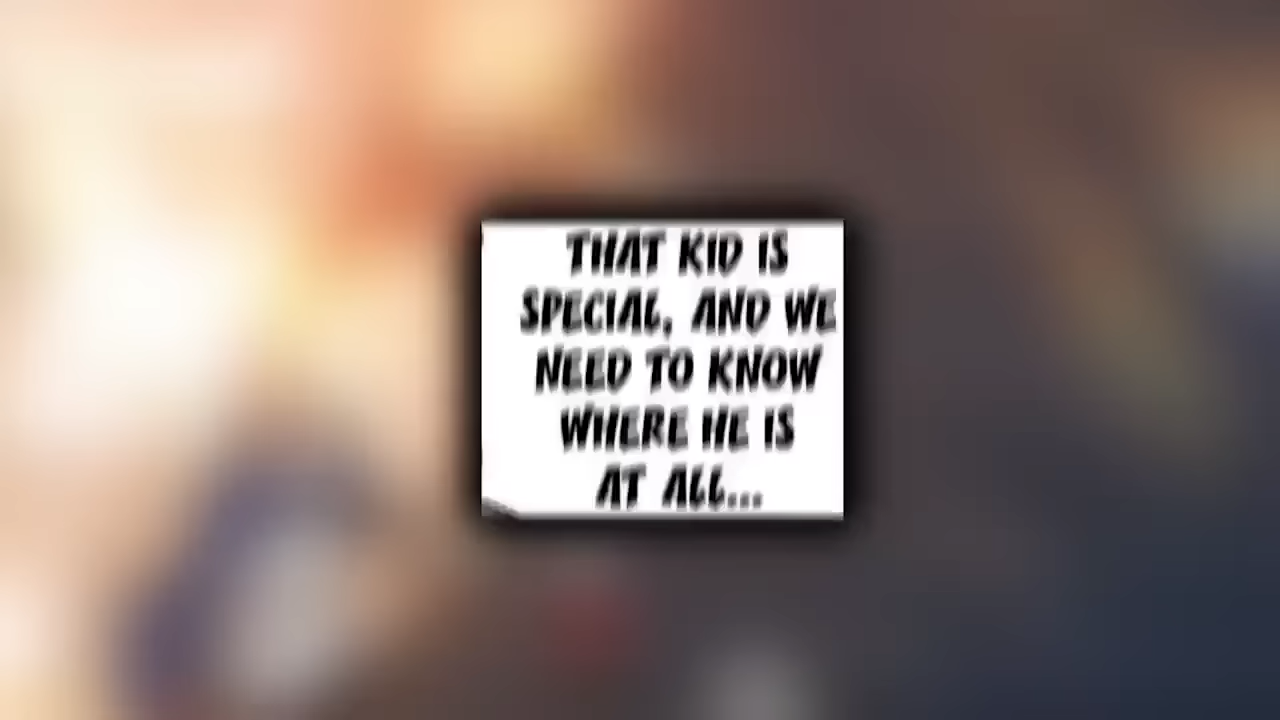 THAT KID IS
SPECIAL, AND WE
NEED TO KNOW
WHERE HE IS
AT ALL...